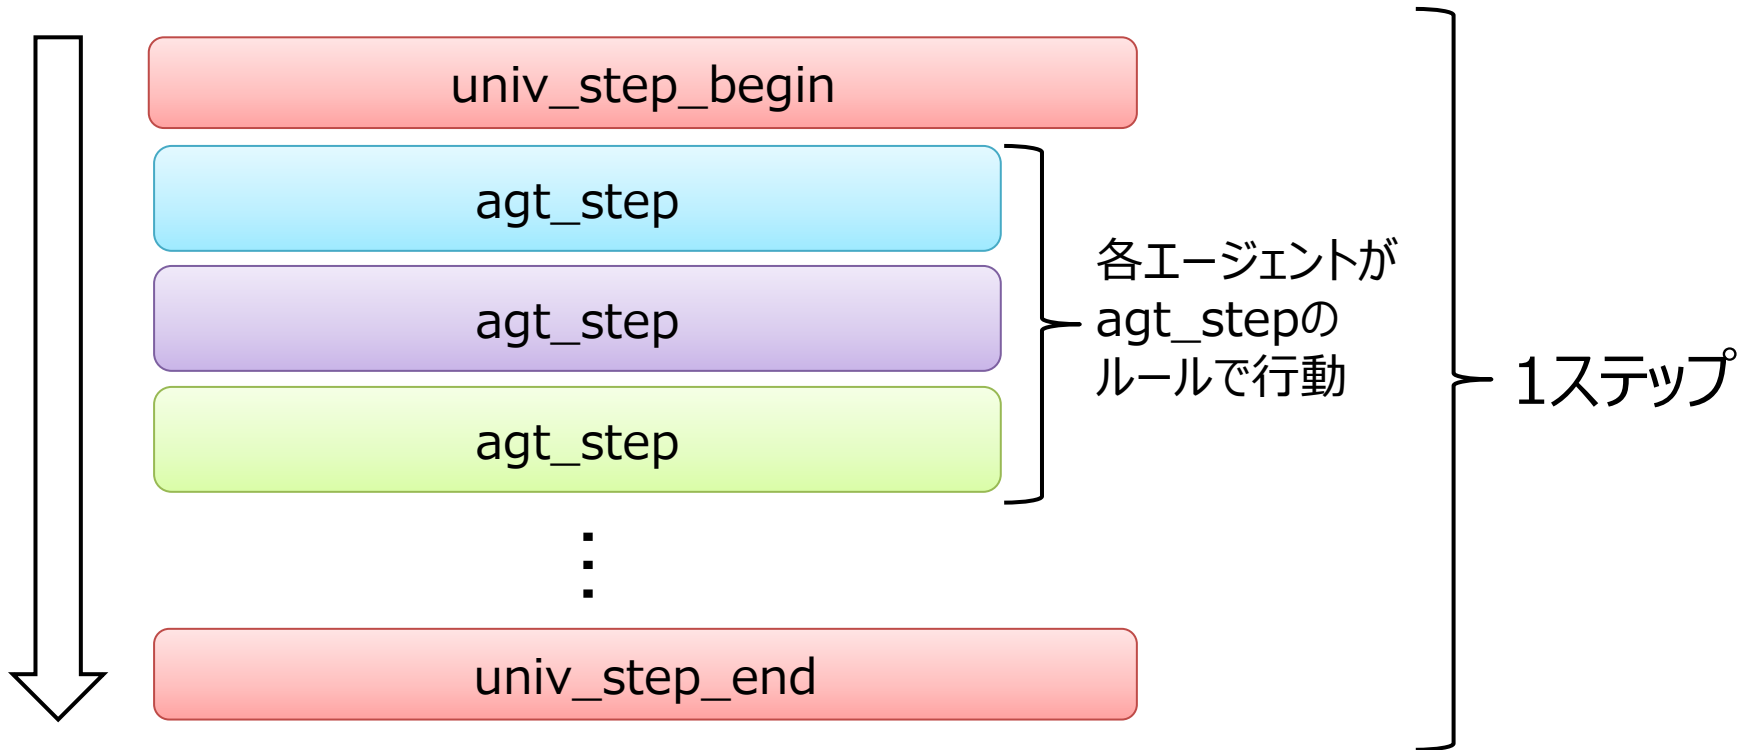 univ_step_begin
agt_step
agt_step
agt_step
各エージェントが
agt_stepの
ルールで行動
1ステップ
⋮
univ_step_end